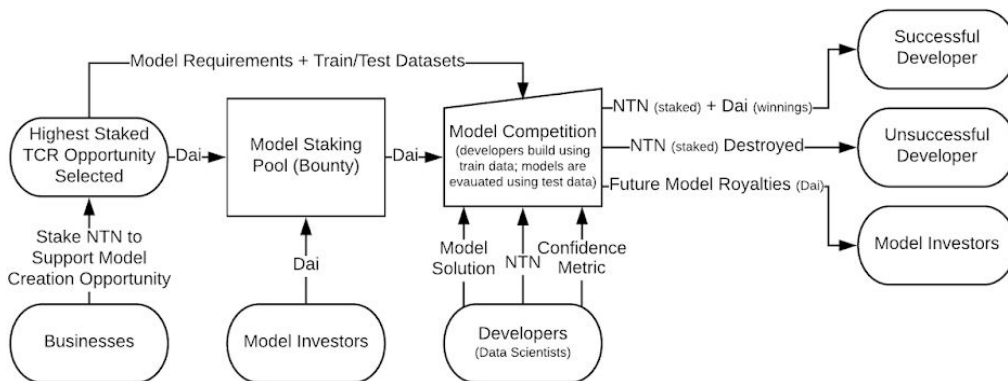 Model Requirements + Train/Test Datasets
Successful
Developer
NTN (staked) + Dai (winnings)
Highest Staked
TCR Opportunity
Selected
Dai
Model Staking
Pool (Bounty)
Dai
Model Competition
(developers build using
train data; models are
evauated using test data)
NTN (staked) Destroyed
Unsuccessful
Developer
Future Model Royalties (Dai)
Model Investors
Stake NTN to
Support Model
Creation Opportunity
Dai
Model
Solution
NTN
Confidence
Metric
Businesses
Model Investors
Developers
(Data Scientists)